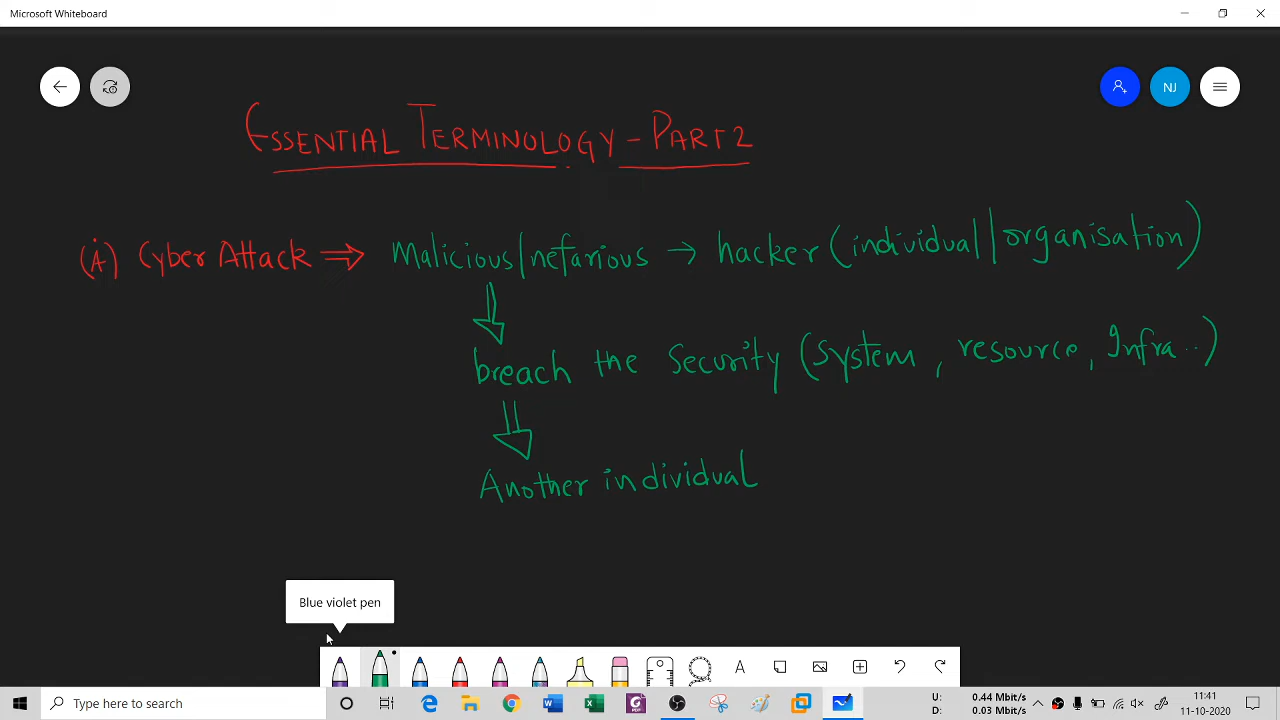 Microsoft Whiteboard
NJ
ESSENTIAL TERMINOLOGY - PART 2
(i) Cyber Attack ⇒ Malicious/nefarious → hacker (individual/organisation)
breach the Security (System, resource, Infra..)
Another individual
Blue violet pen
A
Type here to search
U: 0.44 Mbit/s
D: 0.03 Mbit/s
11:41
11-10-2020